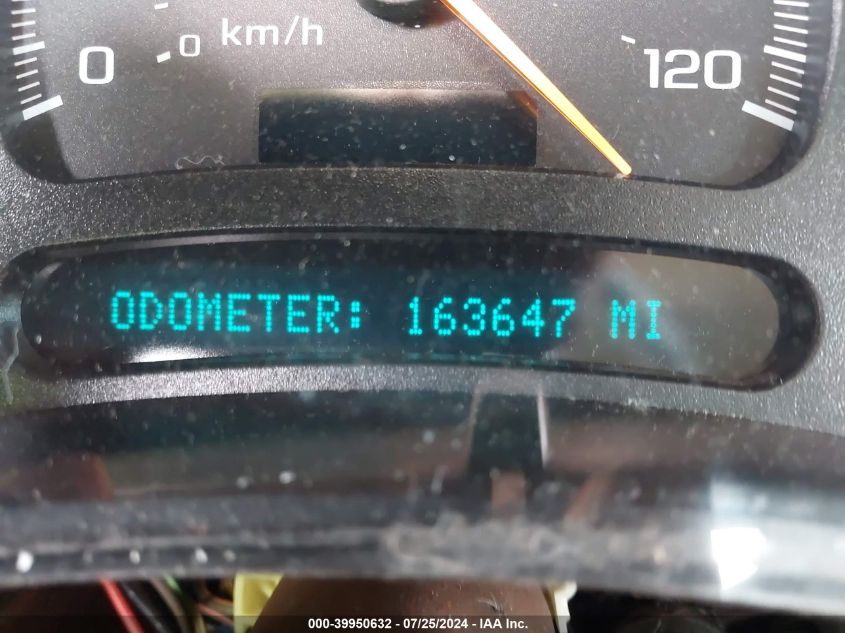 km/h
0
0
120
ODOMETER: 163647 MI
000-39950632 - 07/25/2024 - IAA Inc.